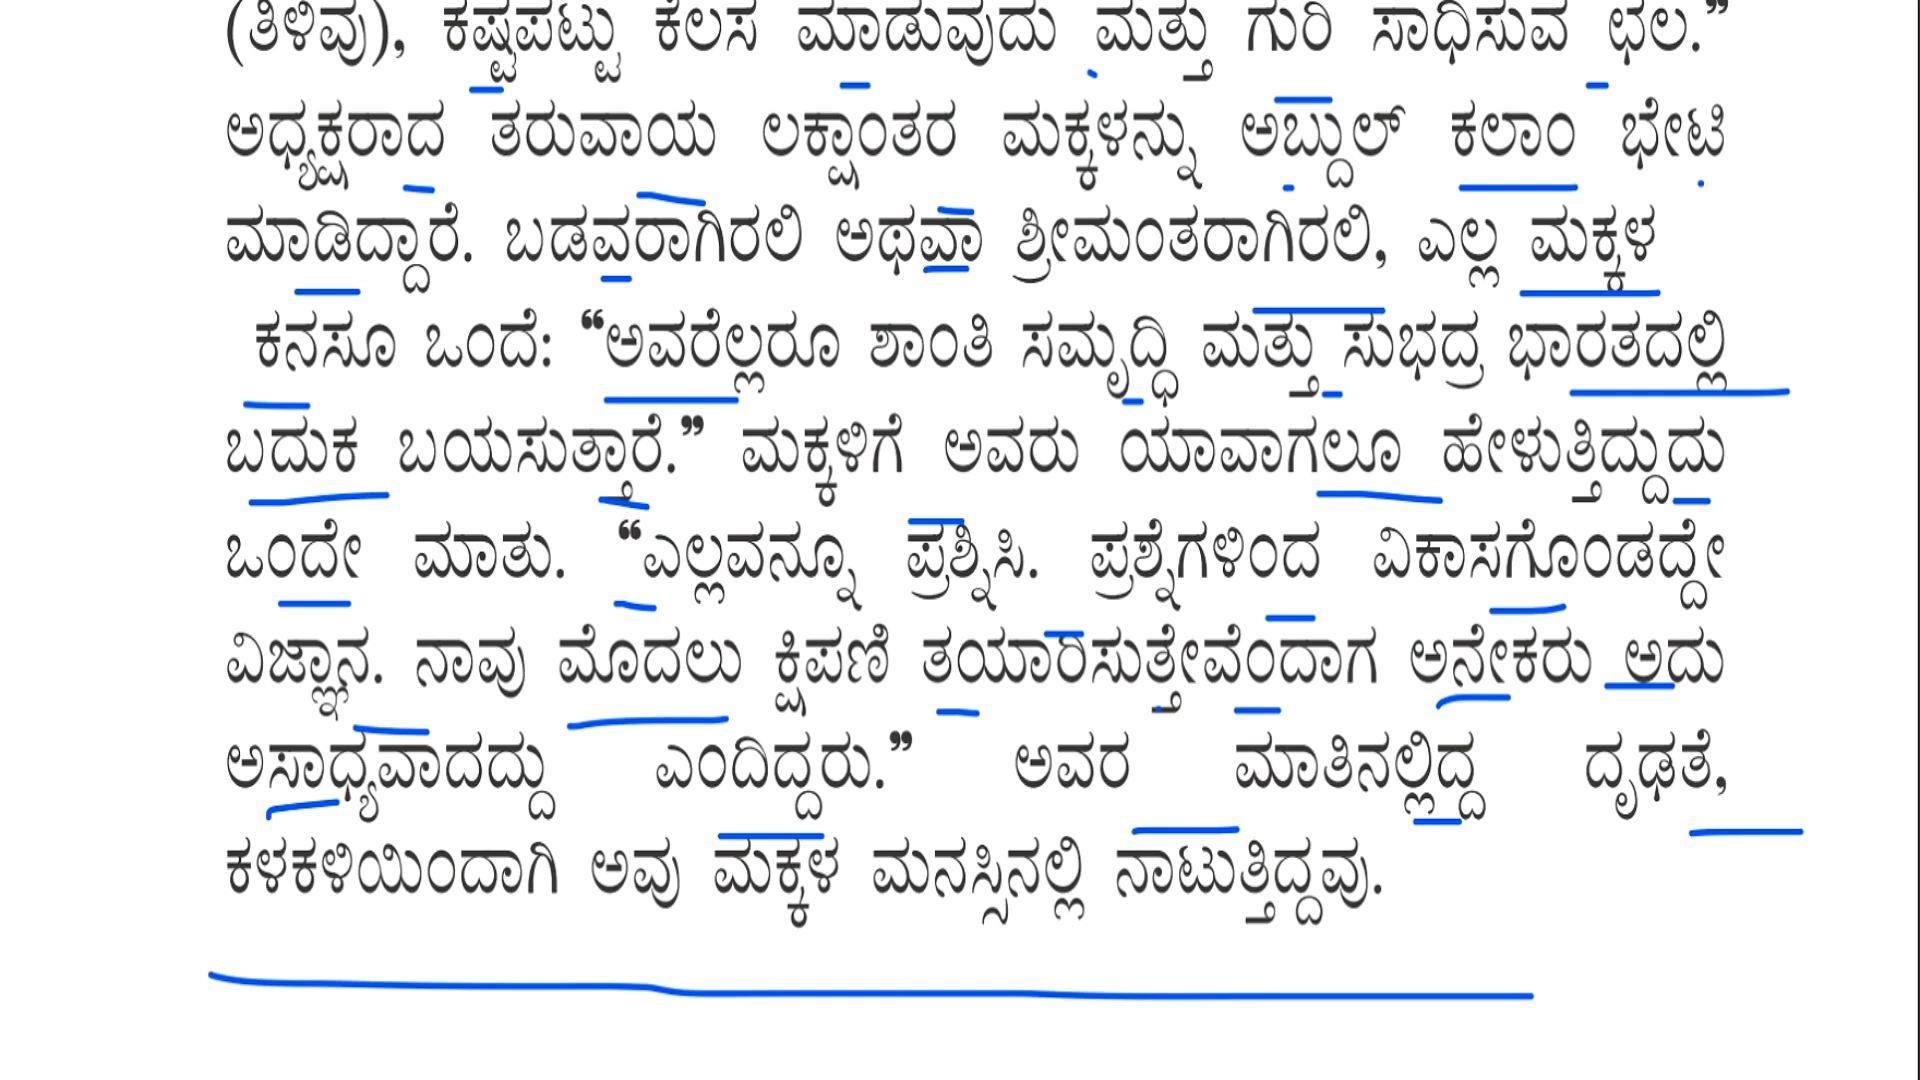 (ತಿಳಿವು), ಕಷ್ಟಪಟ್ಟು ಕೆಲಸ ಮಾಡುವುದು ಮತ್ತು ಗುರಿ ಸಾಧಿಸುವ ಛಲ.”
ಅಧ್ಯಕ್ಷರಾದ ತರುವಾಯ ಲಕ್ಷಾಂತರ ಮಕ್ಕಳನ್ನು ಅಬ್ದುಲ್ ಕಲಾಂ ಭೇಟಿ
ಮಾಡಿದ್ದಾರೆ. ಬಡವರಾಗಿರಲಿ ಅಥವಾ ಶ್ರೀಮಂತರಾಗಿರಲಿ, ಎಲ್ಲ ಮಕ್ಕಳ
ಕನಸೂ ಒಂದೆ: “ಅವರೆಲ್ಲರೂ ಶಾಂತಿ ಸಮೃದ್ಧಿ ಮತ್ತು ಸುಭದ್ರ ಭಾರತದಲ್ಲಿ
ಬದುಕ ಬಯಸುತ್ತಾರೆ.” ಮಕ್ಕಳಿಗೆ ಅವರು ಯಾವಾಗಲೂ ಹೇಳುತ್ತಿದ್ದುದು
ಒಂದೇ ಮಾತು. “ಎಲ್ಲವನ್ನೂ ಪ್ರಶ್ನಿಸಿ. ಪ್ರಶ್ನೆಗಳಿಂದ ವಿಕಾಸಗೊಂಡದ್ದೇ
ವಿಜ್ಞಾನ. ನಾವು ಮೊದಲು ಕ್ಷಿಪಣಿ ತಯಾರಿಸುತ್ತೇವೆಂದಾಗ ಅನೇಕರು ಅದು
ಅಸಾಧ್ಯವಾದದ್ದು ಎಂದಿದ್ದರು.” ಅವರ ಮಾತಿನಲ್ಲಿದ್ದ ದೃಢತೆ,
ಕಳಕಳಿಯಿಂದಾಗಿ ಅವು ಮಕ್ಕಳ ಮನಸ್ಸಿನಲ್ಲಿ ನಾಟುತ್ತಿದ್ದವು.